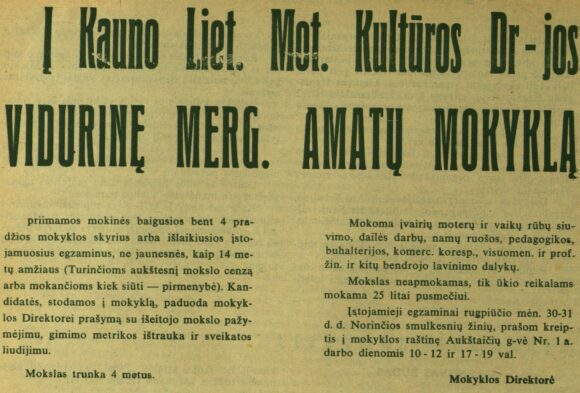 Į Kauno Liet. Mot. Kultūros Dr-jos
VIDURINĘ MERG. AMATŲ MOKYKLĄ
priimamos mokinės baigusios bent 4 pra-
džios mokyklos skyrius arba išlaikiusios įsto-
jamuosius egzaminus, ne jaunesnės, kaip 14 me-
tų amžiaus (Turinčioms aukštesnį mokslo cenzą
arba mokančioms kiek siūti — pirmenybė). Kan-
didatės, stodamos į mokyklą, paduoda mokyk-
los Direktorei prašymą su išeitojo mokslo pažy-
mėjimu, gimimo metrikos ištrauka ir sveikatos
liudijimu.
Mokslas trunka 4 metus.
Mokoma įvairių moterų ir vaikų rūbų siu-
vimo, dailės darbų, namų ruošos, pedagogikos,
buhalterijos, komerc. koresp., visuomen. ir prof.
žin. ir kitų bendrojo lavinimo dalykų.
Mokslas neapmokamas, tik ūkio reikalams
mokama 25 litai pusmečiui.
Įstojamieji egzaminai rugpiučio mėn. 30-31
d. d. Norinčios smulkesnių žinių, prašom kreip-
tis į mokyklos raštinę Aukštaičių g-vė Nr. 1 a.
darbo dienomis 10 - 12 ir 17 - 19 val.
Mokyklos Direktorė